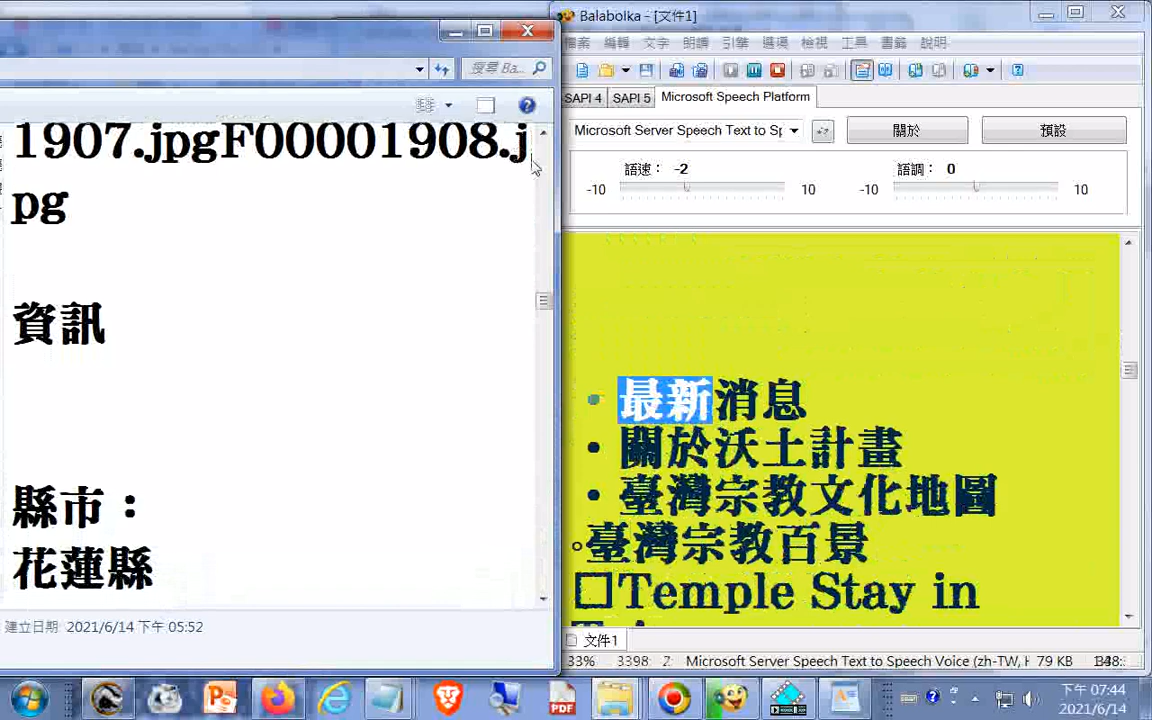 Balabolka - [文件1]
檔案 編輯 文字 朗讀 引擎 選項 檢視 工具 書籤 說明
搜尋 Ba...
SAPI 4 SAPI 5 Microsoft Speech Platform
Microsoft Server Speech Text to Sp
關於
預設
語速： -2
-10
10
語調： 0
-10
10
1907.jpgF00001908.j
pg
資訊
縣市：
花蓮縣
建立日期: 2021/6/14 下午 05:52
• 最新消息
• 關於沃土計畫
• 臺灣宗教文化地圖
○臺灣宗教百景
□Temple Stay in
文件1
33% 3398: 2: Microsoft Server Speech Text to Speech Voice (zh-TW, H 79 KB
PDF
下午 07:44
2021/6/14